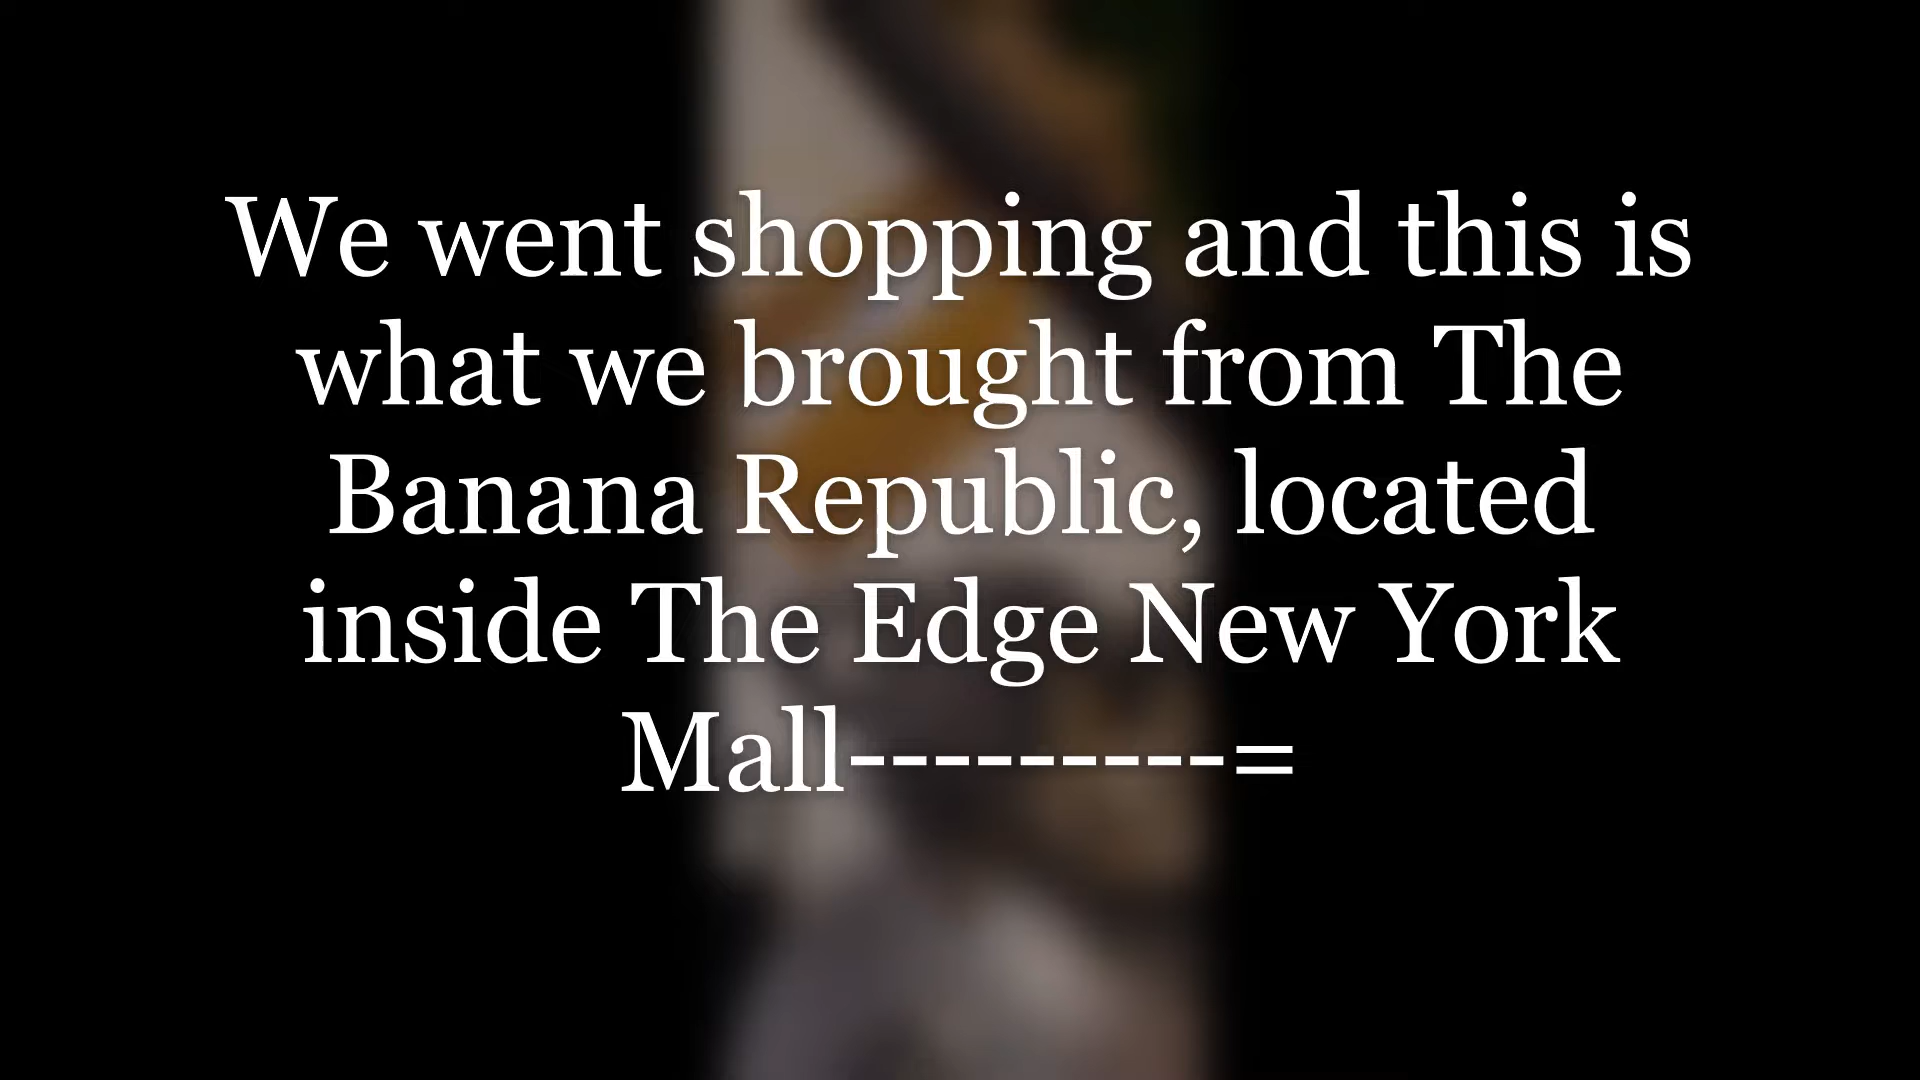 We went shopping and this is
what we brought from The
Banana Republic, located
inside The Edge New York
Mall---------=